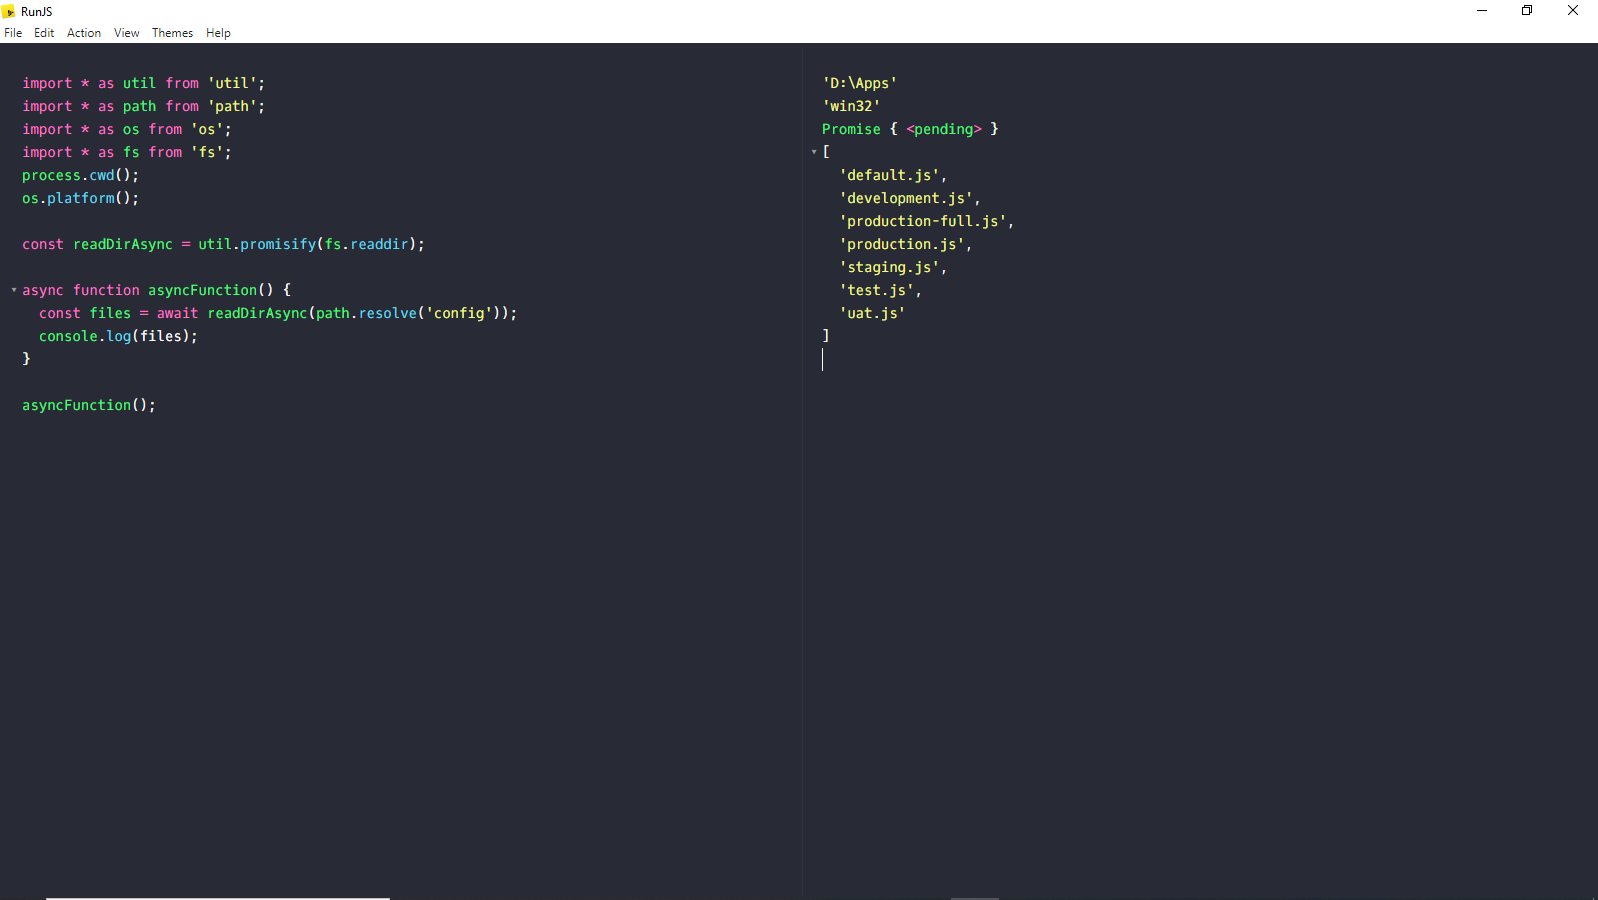 RunJS
File Edit Action View Themes Help
import * as util from 'util';
import * as path from 'path';
import * as os from 'os';
import * as fs from 'fs';
process.cwd();
os.platform();
const readDirAsync = util.promisify(fs.readdir);
async function asyncFunction() {
  const files = await readDirAsync(path.resolve('config'));
  console.log(files);
}
asyncFunction();
'D:\Apps'
'win32'
Promise { <pending> }
[
  'default.js',
  'development.js',
  'production-full.js',
  'production.js',
  'staging.js',
  'test.js',
  'uat.js'
]